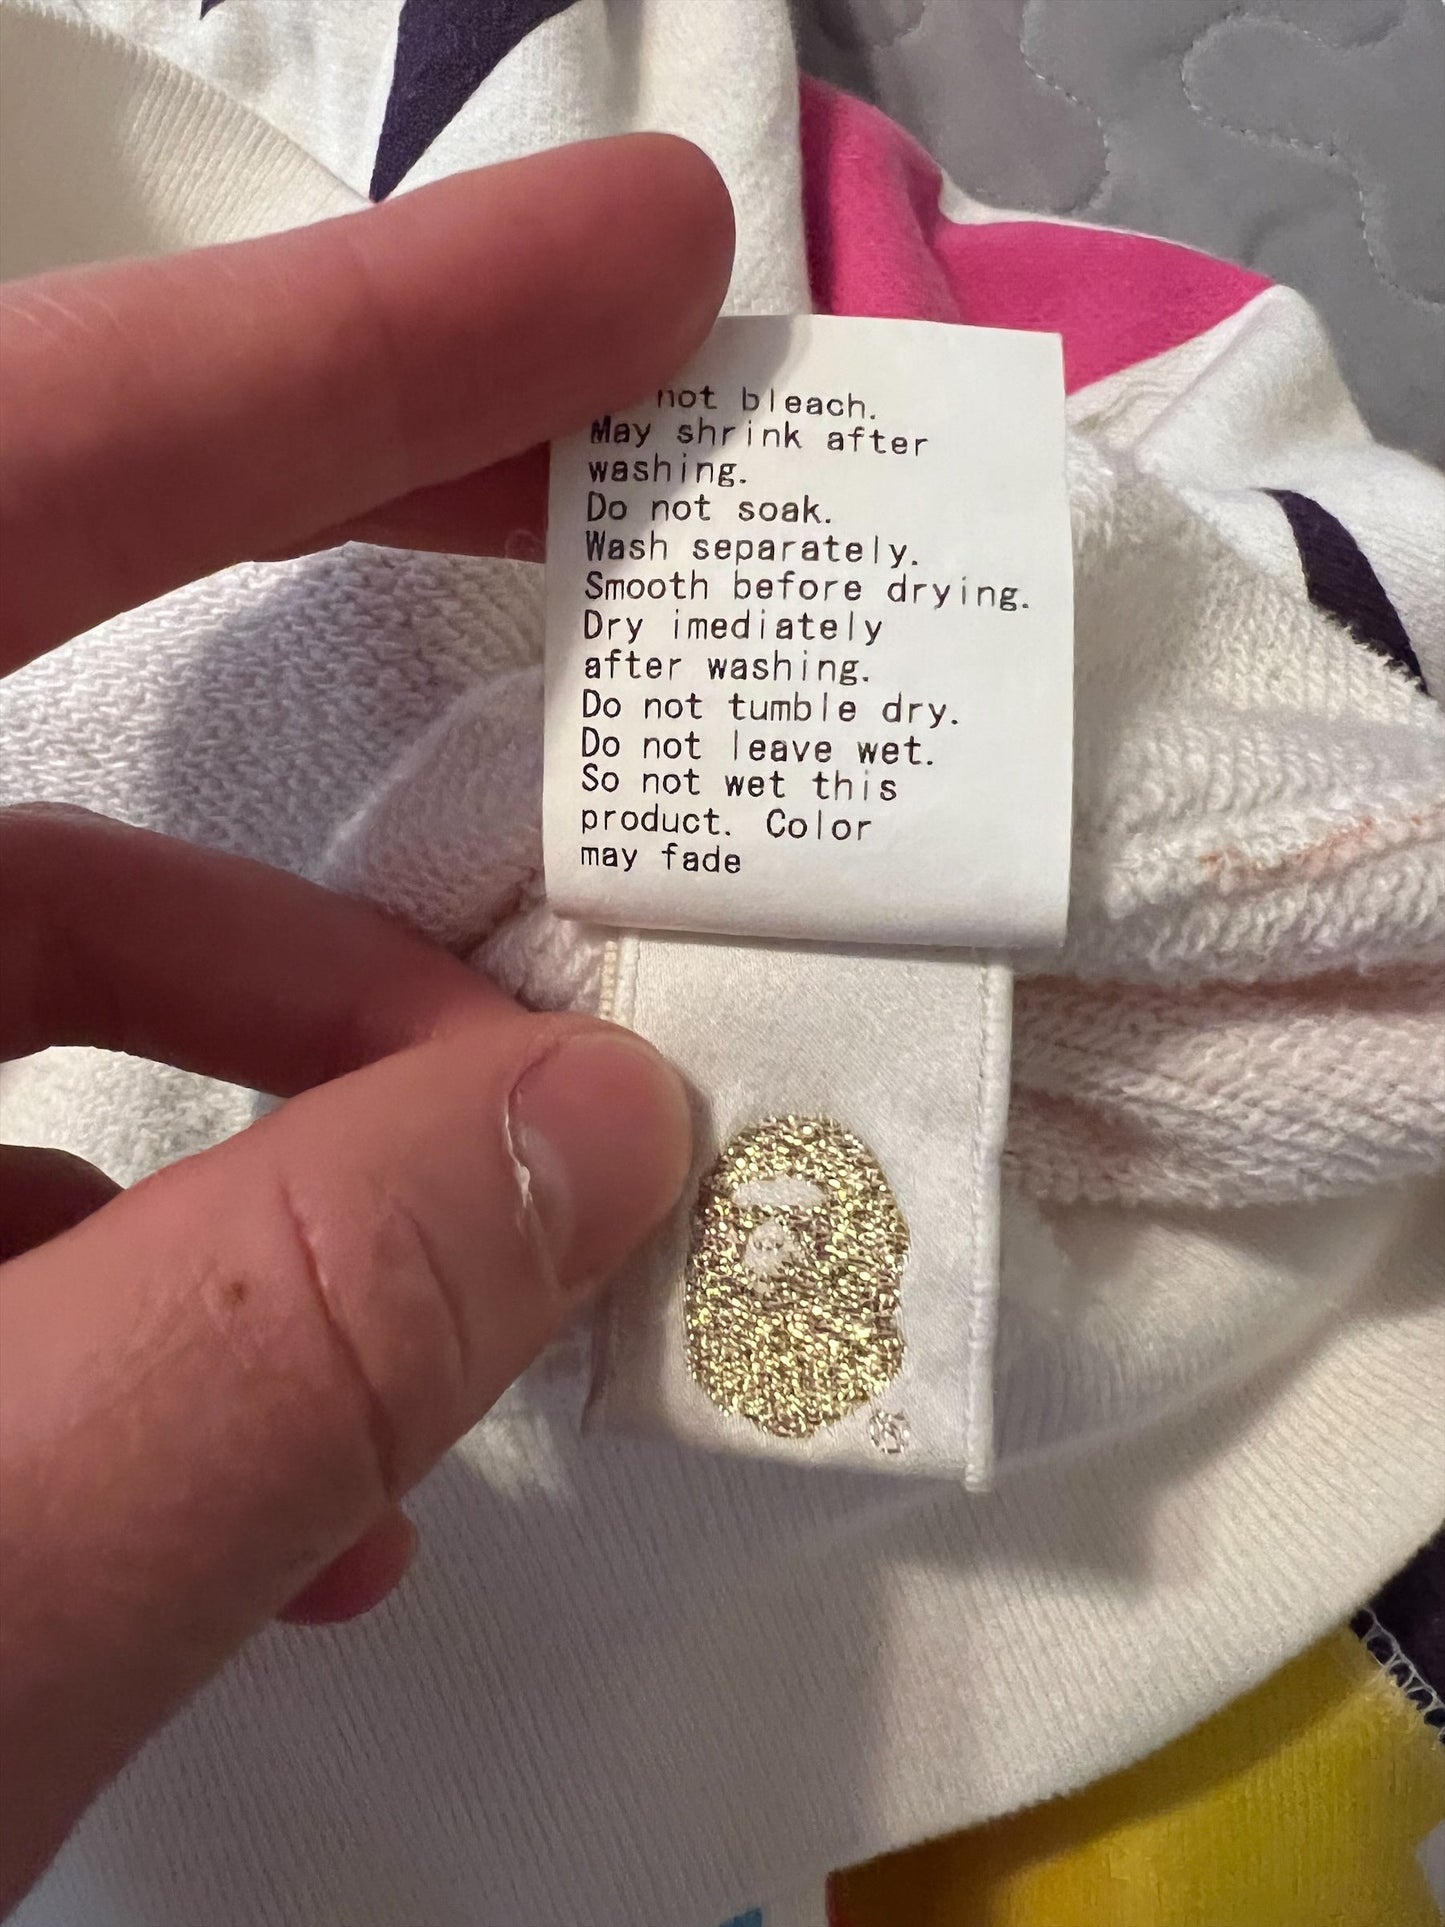 not bleach.
May shrink after
washing.
Do not soak.
Wash separately.
Smooth before drying.
Dry imediately
after washing.
Do not tumble dry.
Do not leave wet.
So not wet this
product. Color
may fade
®